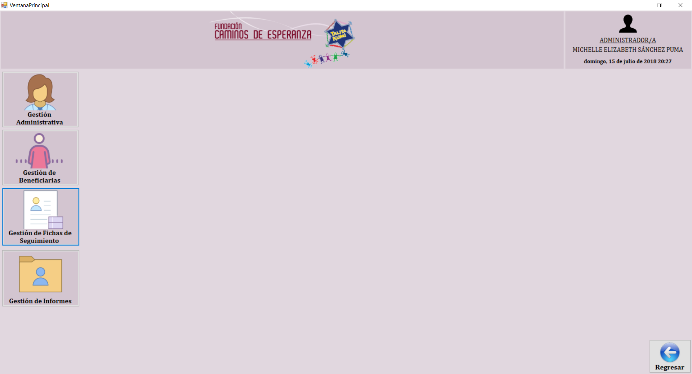 VentanaPrincipal
FUNDACIÓN
CAMINOS DE ESPERANZA
ADMINISTRADOR/A
MICHELLE ELIZABETH SÁNCHEZ PUMA
domingo, 15 de julio de 2018 20:27
Gestión
Administrativa
Gestión de
Beneficiarias
Gestión de Fichas de
Seguimiento
Gestión de Informes
Regresar